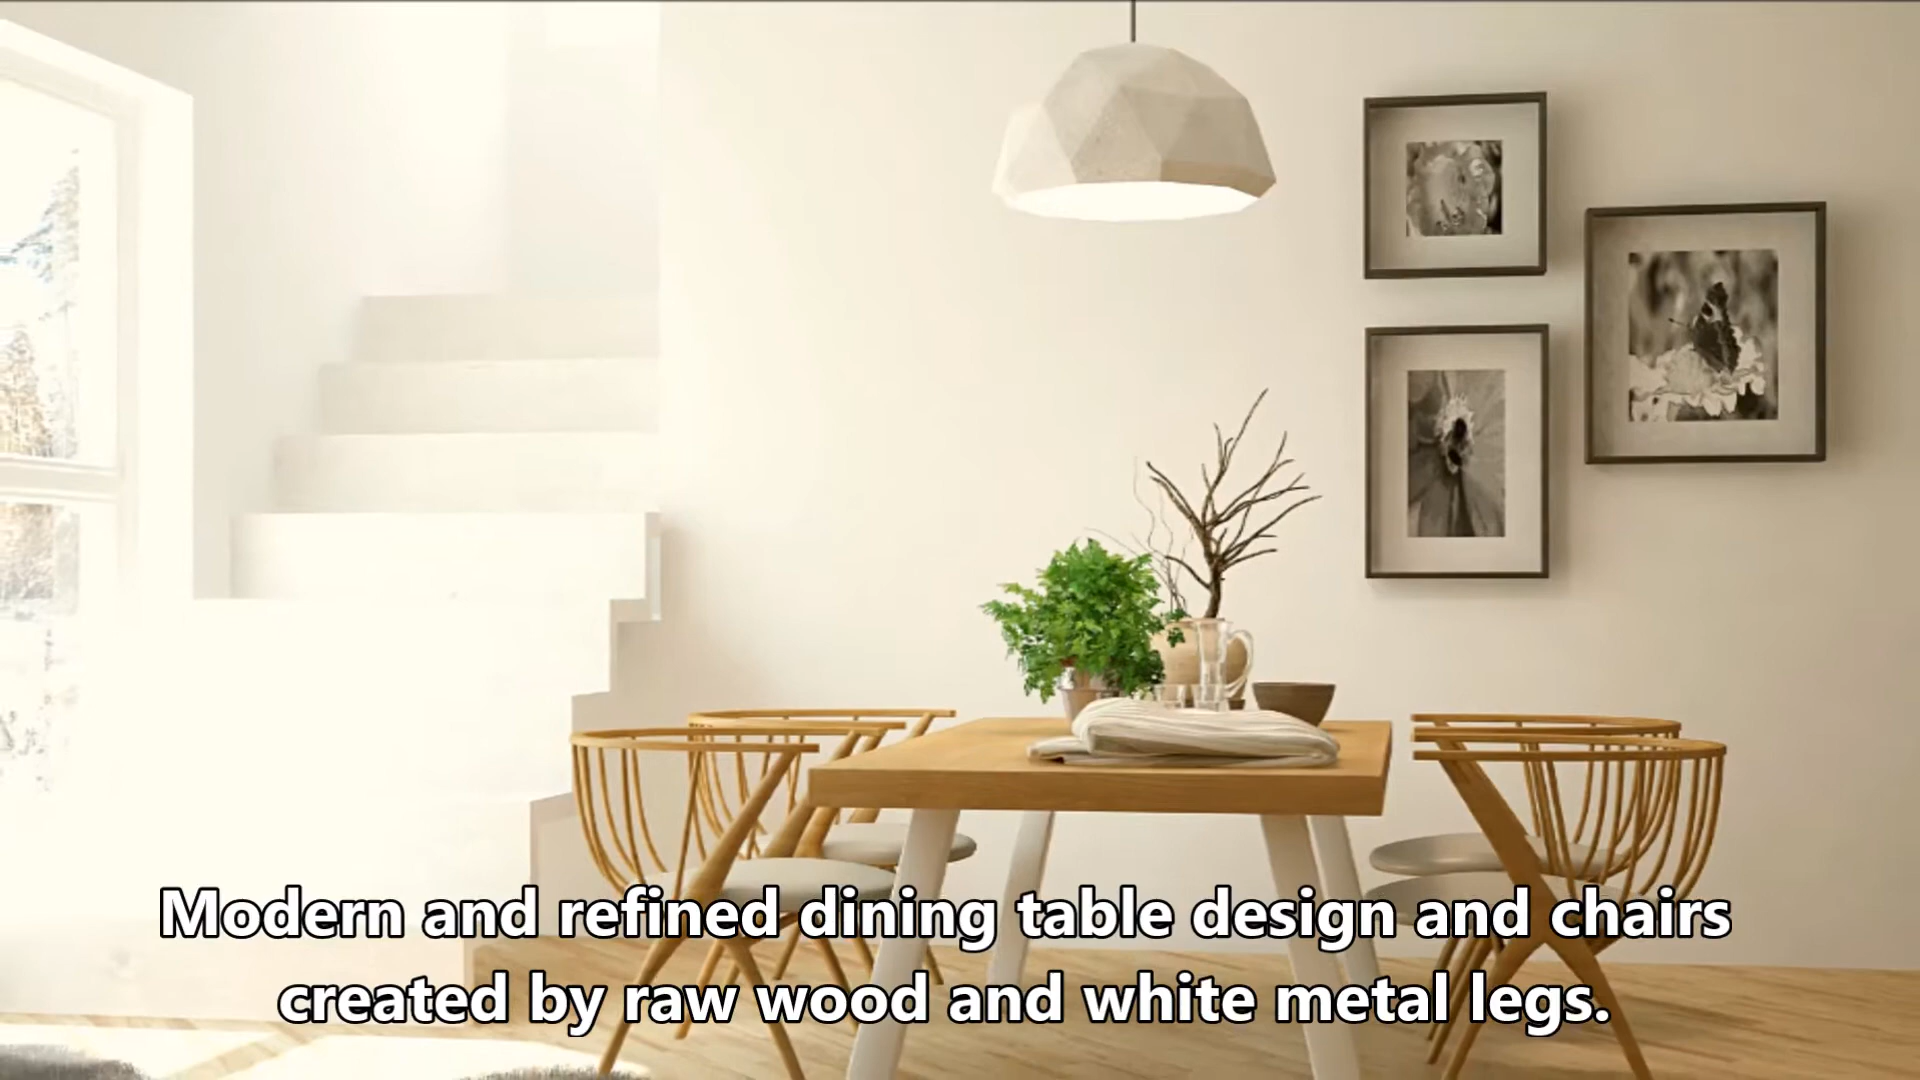 Modern and refined dining table design and chairs
created by raw wood and white metal legs.